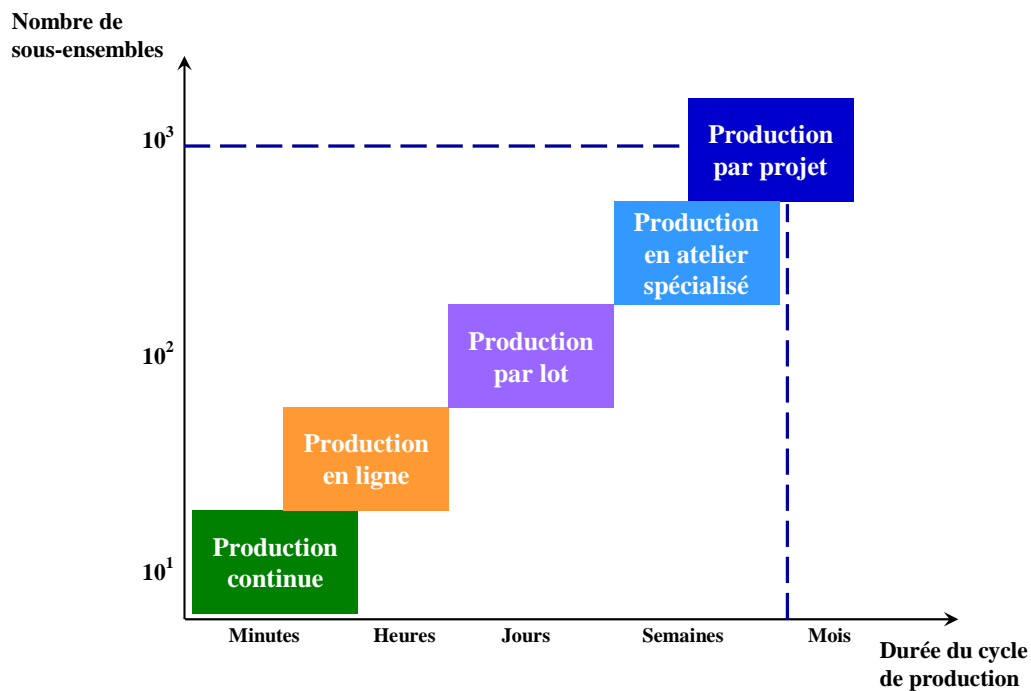 Nombre de
sous-ensembles
10³
Production
par projet
Production
en atelier
spécialisé
10²
Production
par lot
Production
en ligne
10¹
Production
continue
Minutes
Heures
Jours
Semaines
Mois
Durée du cycle
de production